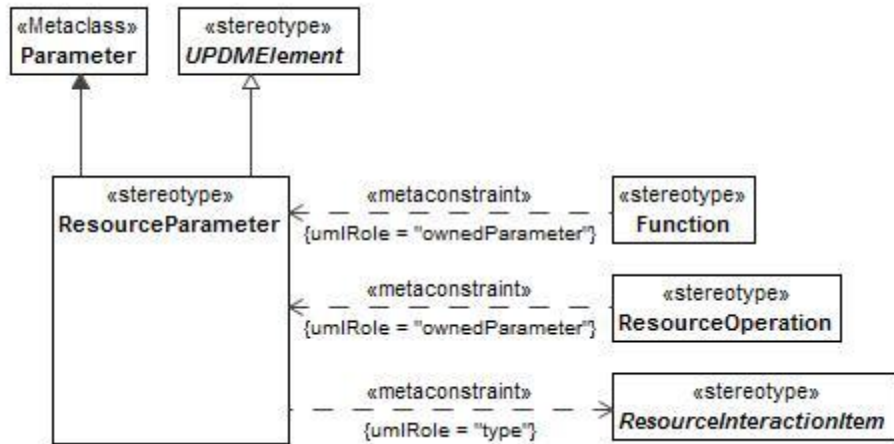 «Metaclass»
Parameter
«stereotype»
UPDMElement
«stereotype»
ResourceParameter
«metaconstraint»
{umlRole = "ownedParameter"}
«stereotype»
Function
«metaconstraint»
{umlRole = "ownedParameter"}
«stereotype»
ResourceOperation
«metaconstraint»
{umlRole = "type"}
«stereotype»
ResourceInteractionItem